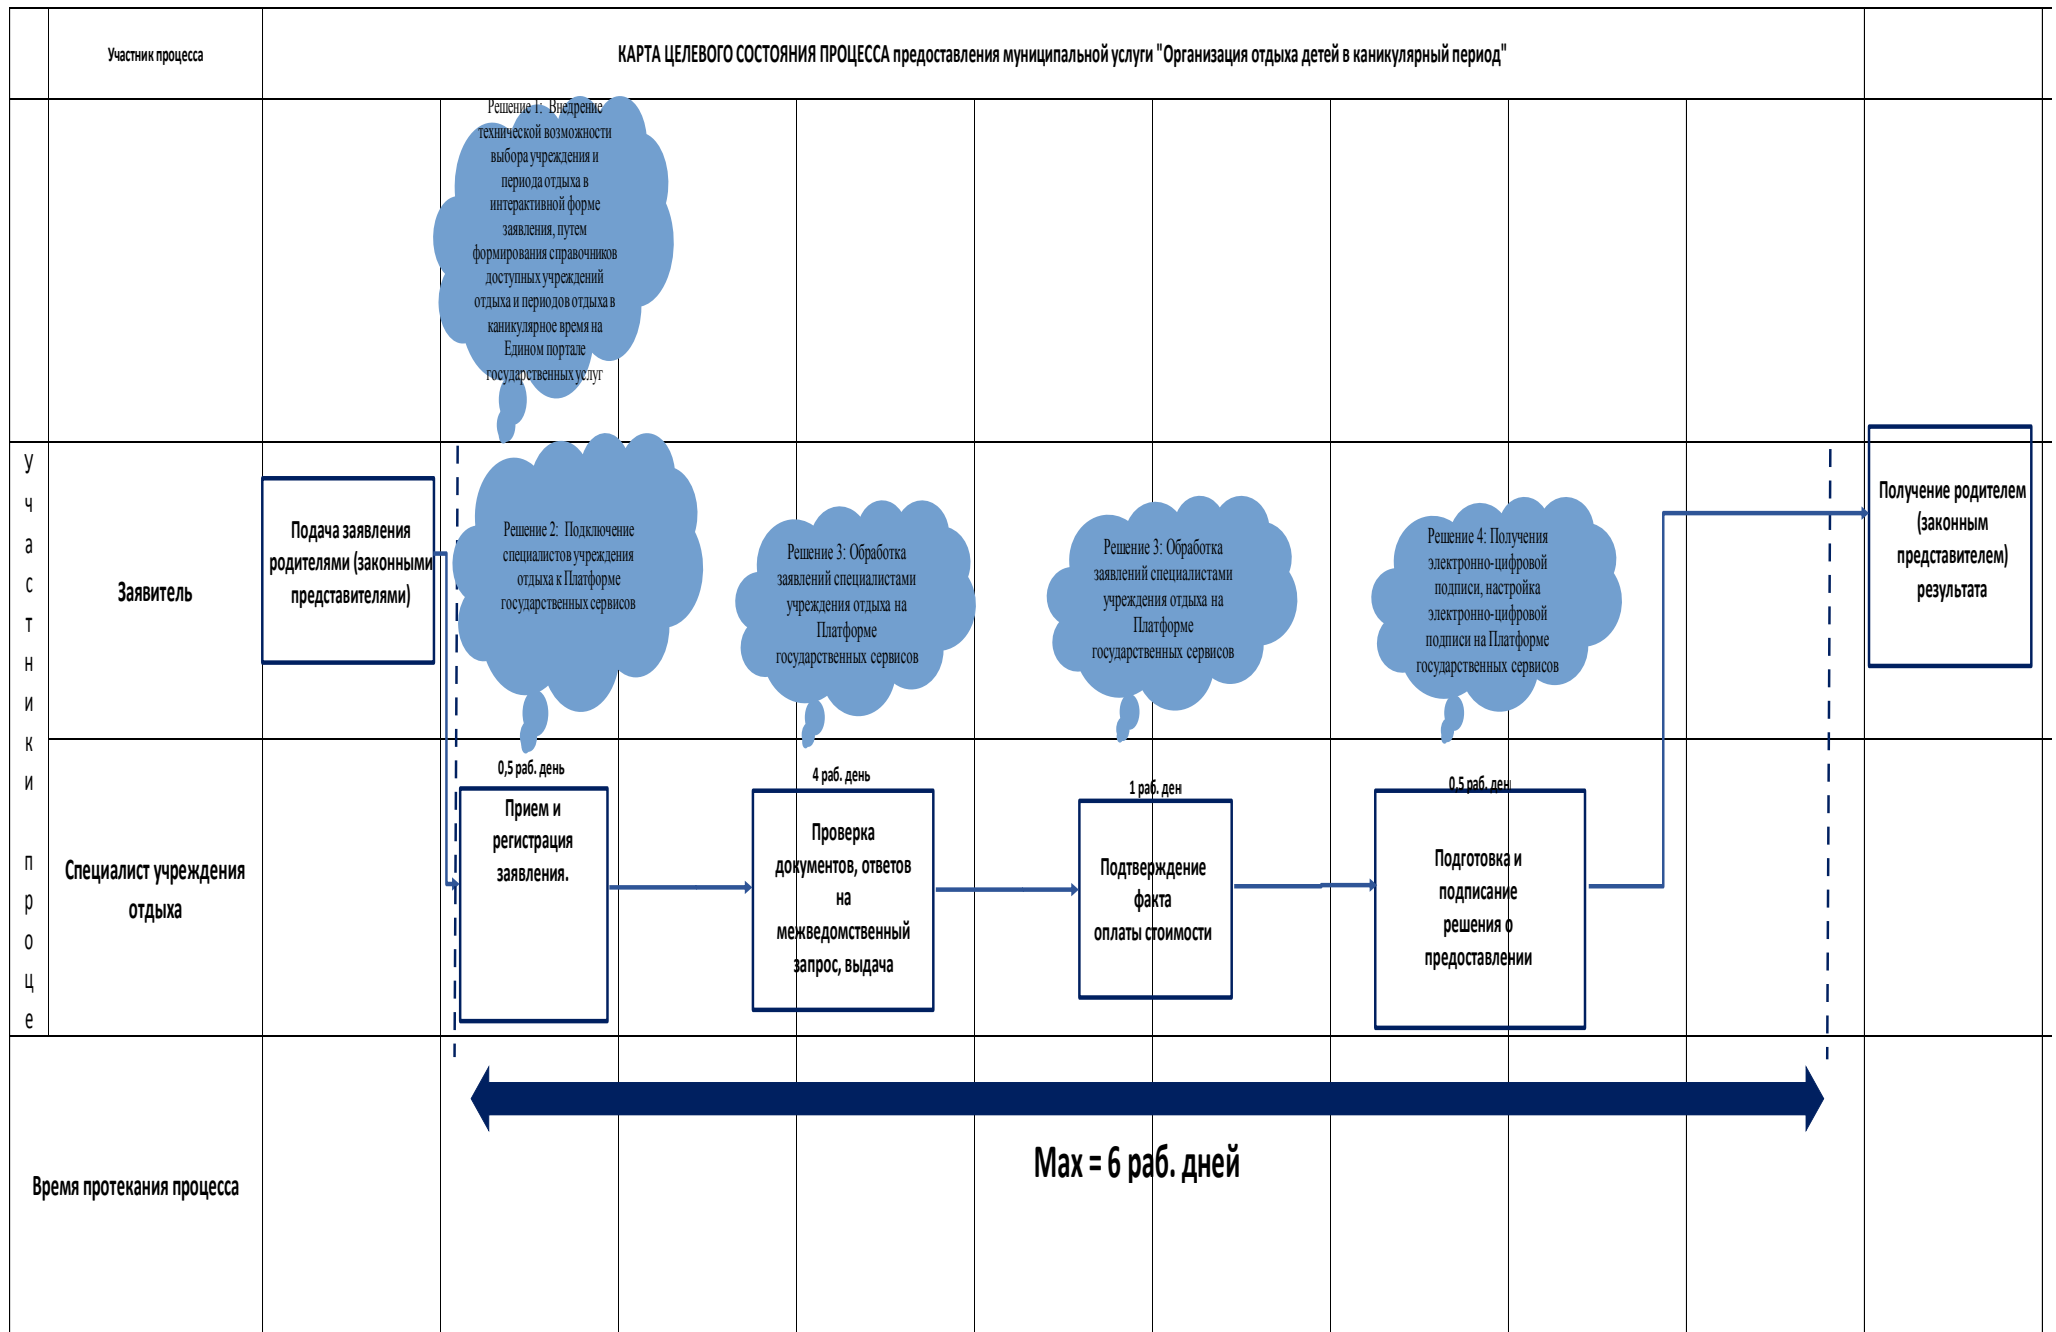 Участник процесса
КАРТА ЦЕЛЕВОГО СОСТОЯНИЯ ПРОЦЕССА предоставления муниципальной услуги "Организация отдыха детей в каникулярный период"
Решение 1: Внедрение
технической возможности
выбора учреждения и
периода отдыха в
интерактивной форме
заявления, путем
формирования справочников
доступных учреждений
отдыха и периодов отдыха в
каникулярное время на
Едином портале
государственных услуг
у
ч
а
с
т
н
и
к
и
п
р
о
ц
е
Заявитель
Подача заявления
родителями (законными
представителями)
Решение 2: Подключение
специалистов учреждения
отдыха к Платформе
государственных сервисов
Решение 3: Обработка
заявлений специалистами
учреждения отдыха на
Платформе
государственных сервисов
Решение 3: Обработка
заявлений специалистами
учреждения отдыха на
Платформе
государственных сервисов
Решение 4: Получения
электронно-цифровой
подписи, настройка
электронно-цифровой
подписи на Платформе
государственных сервисов
Получение родителем
(законным
представителем)
результата
Специалист учреждения
отдыха
0,5 раб. день
Прием и
регистрация
заявления.
4 раб. день
Проверка
документов, ответов
на
межведомственный
запрос, выдача
1 раб. ден
Подтверждение
факта
оплаты стоимости
0,5 раб. ден
Подготовка и
подписание
решения о
предоставлении
Время протекания процесса
Max = 6 раб. дней